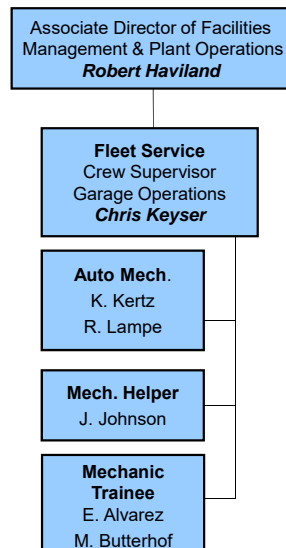 Associate Director of Facilities
Management & Plant Operations
Robert Haviland
Fleet Service
Crew Supervisor
Garage Operations
Chris Keyser
Auto Mech.
K. Kertz
R. Lampe
Mech. Helper
J. Johnson
Mechanic
Trainee
E. Alvarez
M. Butterhof